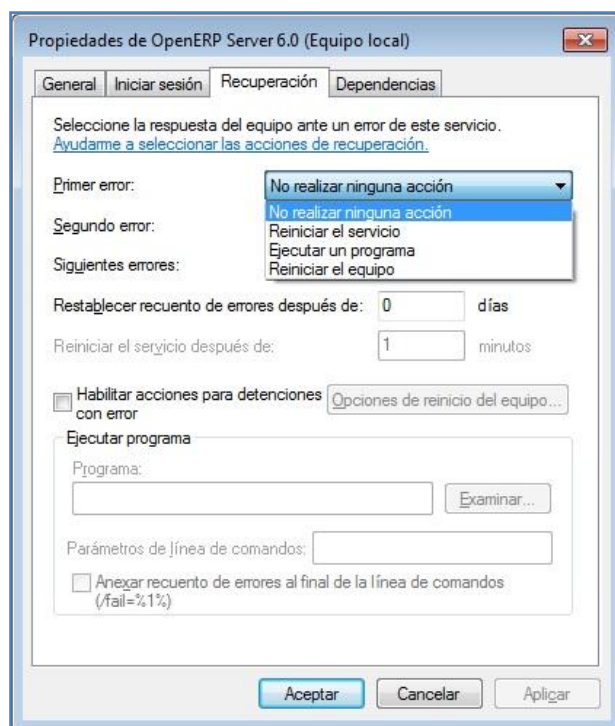 Propiedades de OpenERP Server 6.0 (Equipo local)
General Iniciar sesión Recuperación Dependencias
Seleccione la respuesta del equipo ante un error de este servicio.
Ayudarme a seleccionar las acciones de recuperación.
Primer error: No realizar ninguna acción
No realizar ninguna acción
Segundo error: Reiniciar el servicio
Ejecutar un programa
Siguientes errores: Reiniciar el equipo
Restablecer recuento de errores después de: 0 días
Reiniciar el servicio después de: 1 minutos
Habilitar acciones para detenciones con error Opciones de reinicio del equipo...
Ejecutar programa
Programa:
Examinar...
Parámetros de línea de comandos:
Anexar recuento de errores al final de la línea de comandos
(/fail=%1%)
Aceptar Cancelar Aplicar